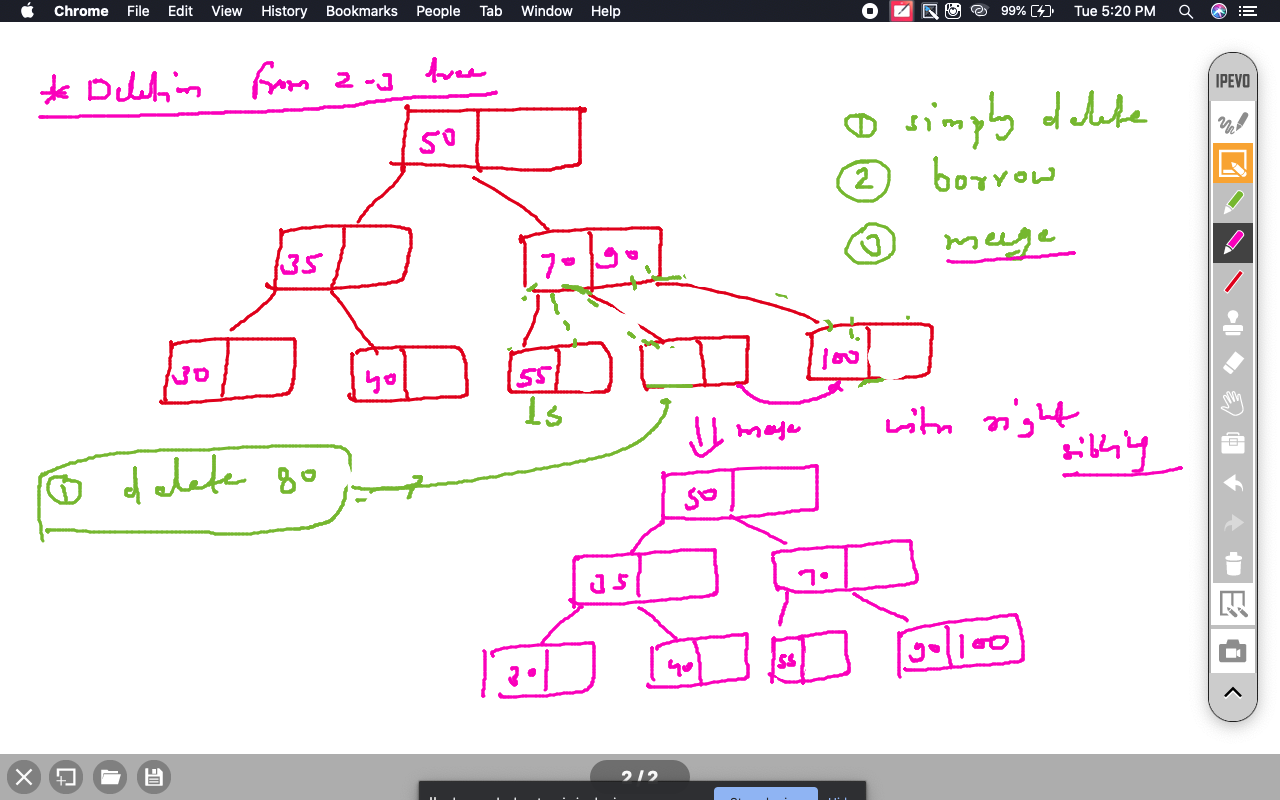 Chrome File Edit View History Bookmarks People Tab Window Help 99% Tue 5:20 PM
* Deletion from 2-3 tree
IPEVO
① simply delete
② borrow
③ merge
50
35
70 90
30
40
55
100
ls
merge
with right
sibling
① delete 80
50
35
70
30
40
55
90 100
2 / 2